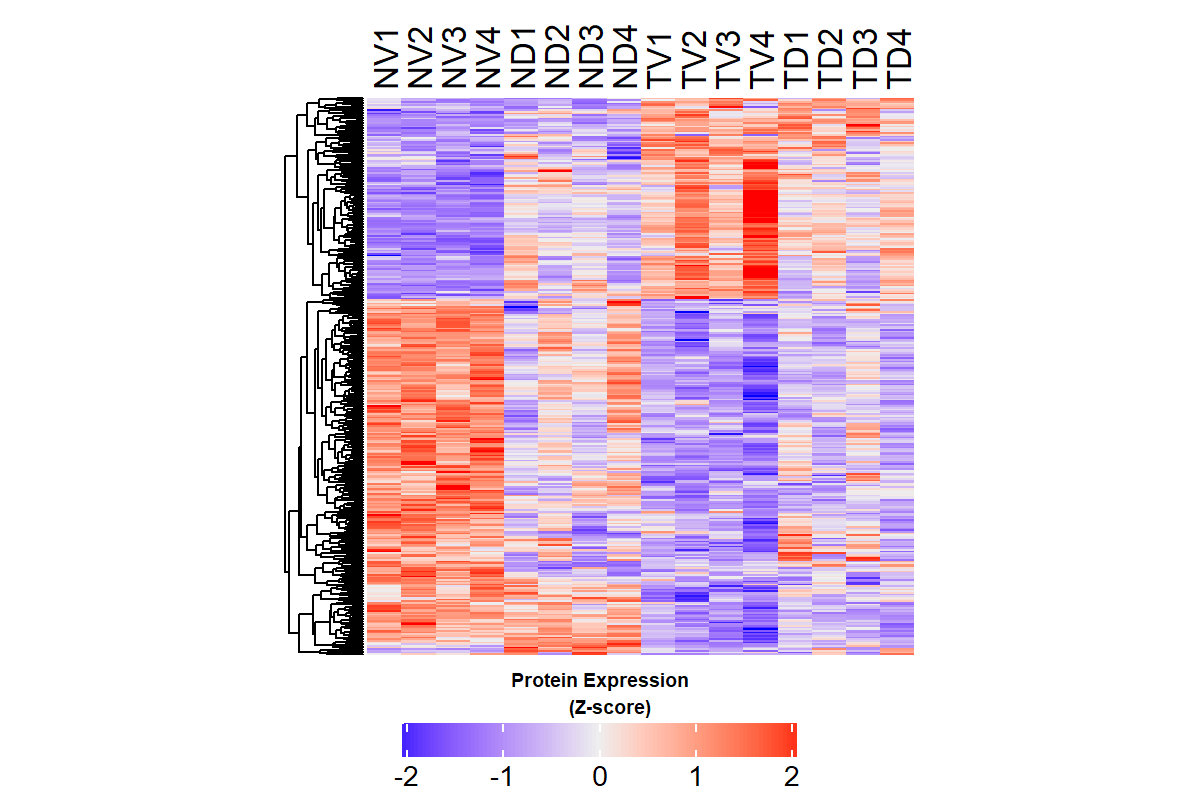 NV1 NV2 NV3 NV4 ND1 ND2 ND3 ND4 TV1 TV2 TV3 TV4 TD1 TD2 TD3 TD4
Protein Expression
(Z-score)
-2 -1 0 1 2